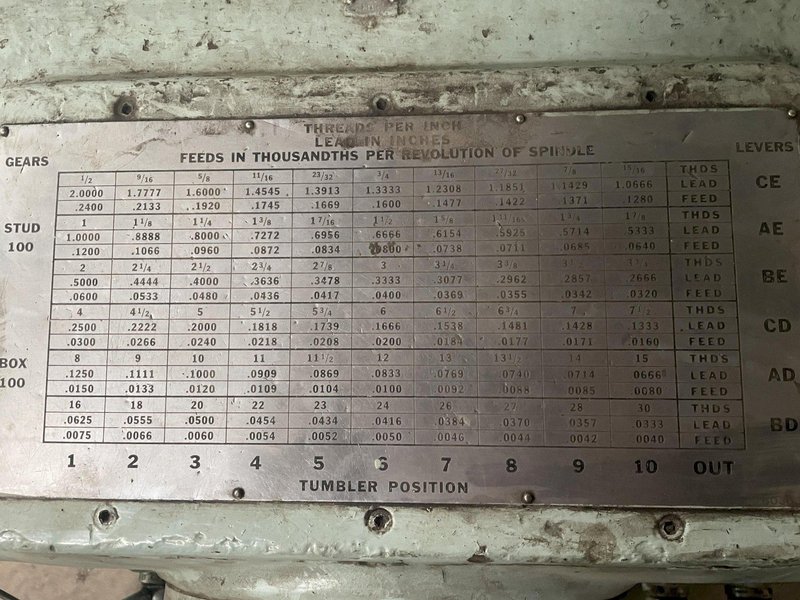 THREADS PER INCH
LEAD IN INCHES
FEEDS IN THOUSANDTHS PER REVOLUTION OF SPINDLE
GEARS
LEVERS
1/2 9/16 5/8 11/16 23/32 3/4 13/16 27/32 7/8 15/16 THDS
2.0000 1.7777 1.6000 1.4545 1.3913 1.3333 1.2308 1.1851 1.1429 1.0666 LEAD CE
.2400 .2133 .1920 .1745 .1669 .1600 .1477 .1422 .1371 .1280 FEED
STUD 100
1 1 1/8 1 1/4 1 3/8 1 7/16 1 1/2 1 5/8 1 11/16 1 3/4 1 7/8 THDS
1.0000 .8888 .8000 .7272 .6956 .6666 .6154 .5925 .5714 .5333 LEAD AE
.1200 .1066 .0960 .0872 .0834 .0800 .0738 .0711 .0685 .0640 FEED
2 2 1/4 2 1/2 2 3/4 2 7/8 3 3 1/4 3 3/8 THDS
.5000 .4444 .4000 .3636 .3478 .3333 .3077 .2962 .2857 .2666 LEAD BE
.0600 .0533 .0480 .0436 .0417 .0400 .0369 .0355 .0342 .0320 FEED
4 4 1/2 5 5 1/2 5 3/4 6 6 1/2 6 3/4 7 7 1/2 THDS
.2500 .2222 .2000 .1818 .1739 .1666 .1538 .1481 .1428 .1333 LEAD CD
.0300 .0266 .0240 .0218 .0208 .0200 .0184 .0177 .0171 .0160 FEED
BOX 100
8 9 10 11 11 1/2 12 13 13 1/2 14 15 THDS
.1250 .1111 .1000 .0909 .0869 .0833 .0769 .0740 .0714 .0666 LEAD AD
.0150 .0133 .0120 .0109 .0104 .0100 .0092 .0088 .0085 .0080 FEED
16 18 20 22 23 24 26 27 28 30 THDS
.0625 .0555 .0500 .0454 .0434 .0416 .0384 .0370 .0357 .0333 LEAD BD
.0075 .0066 .0060 .0054 .0052 .0050 .0046 .0044 .0042 .0040 FEED
1 2 3 4 5 6 7 8 9 10 OUT
TUMBLER POSITION